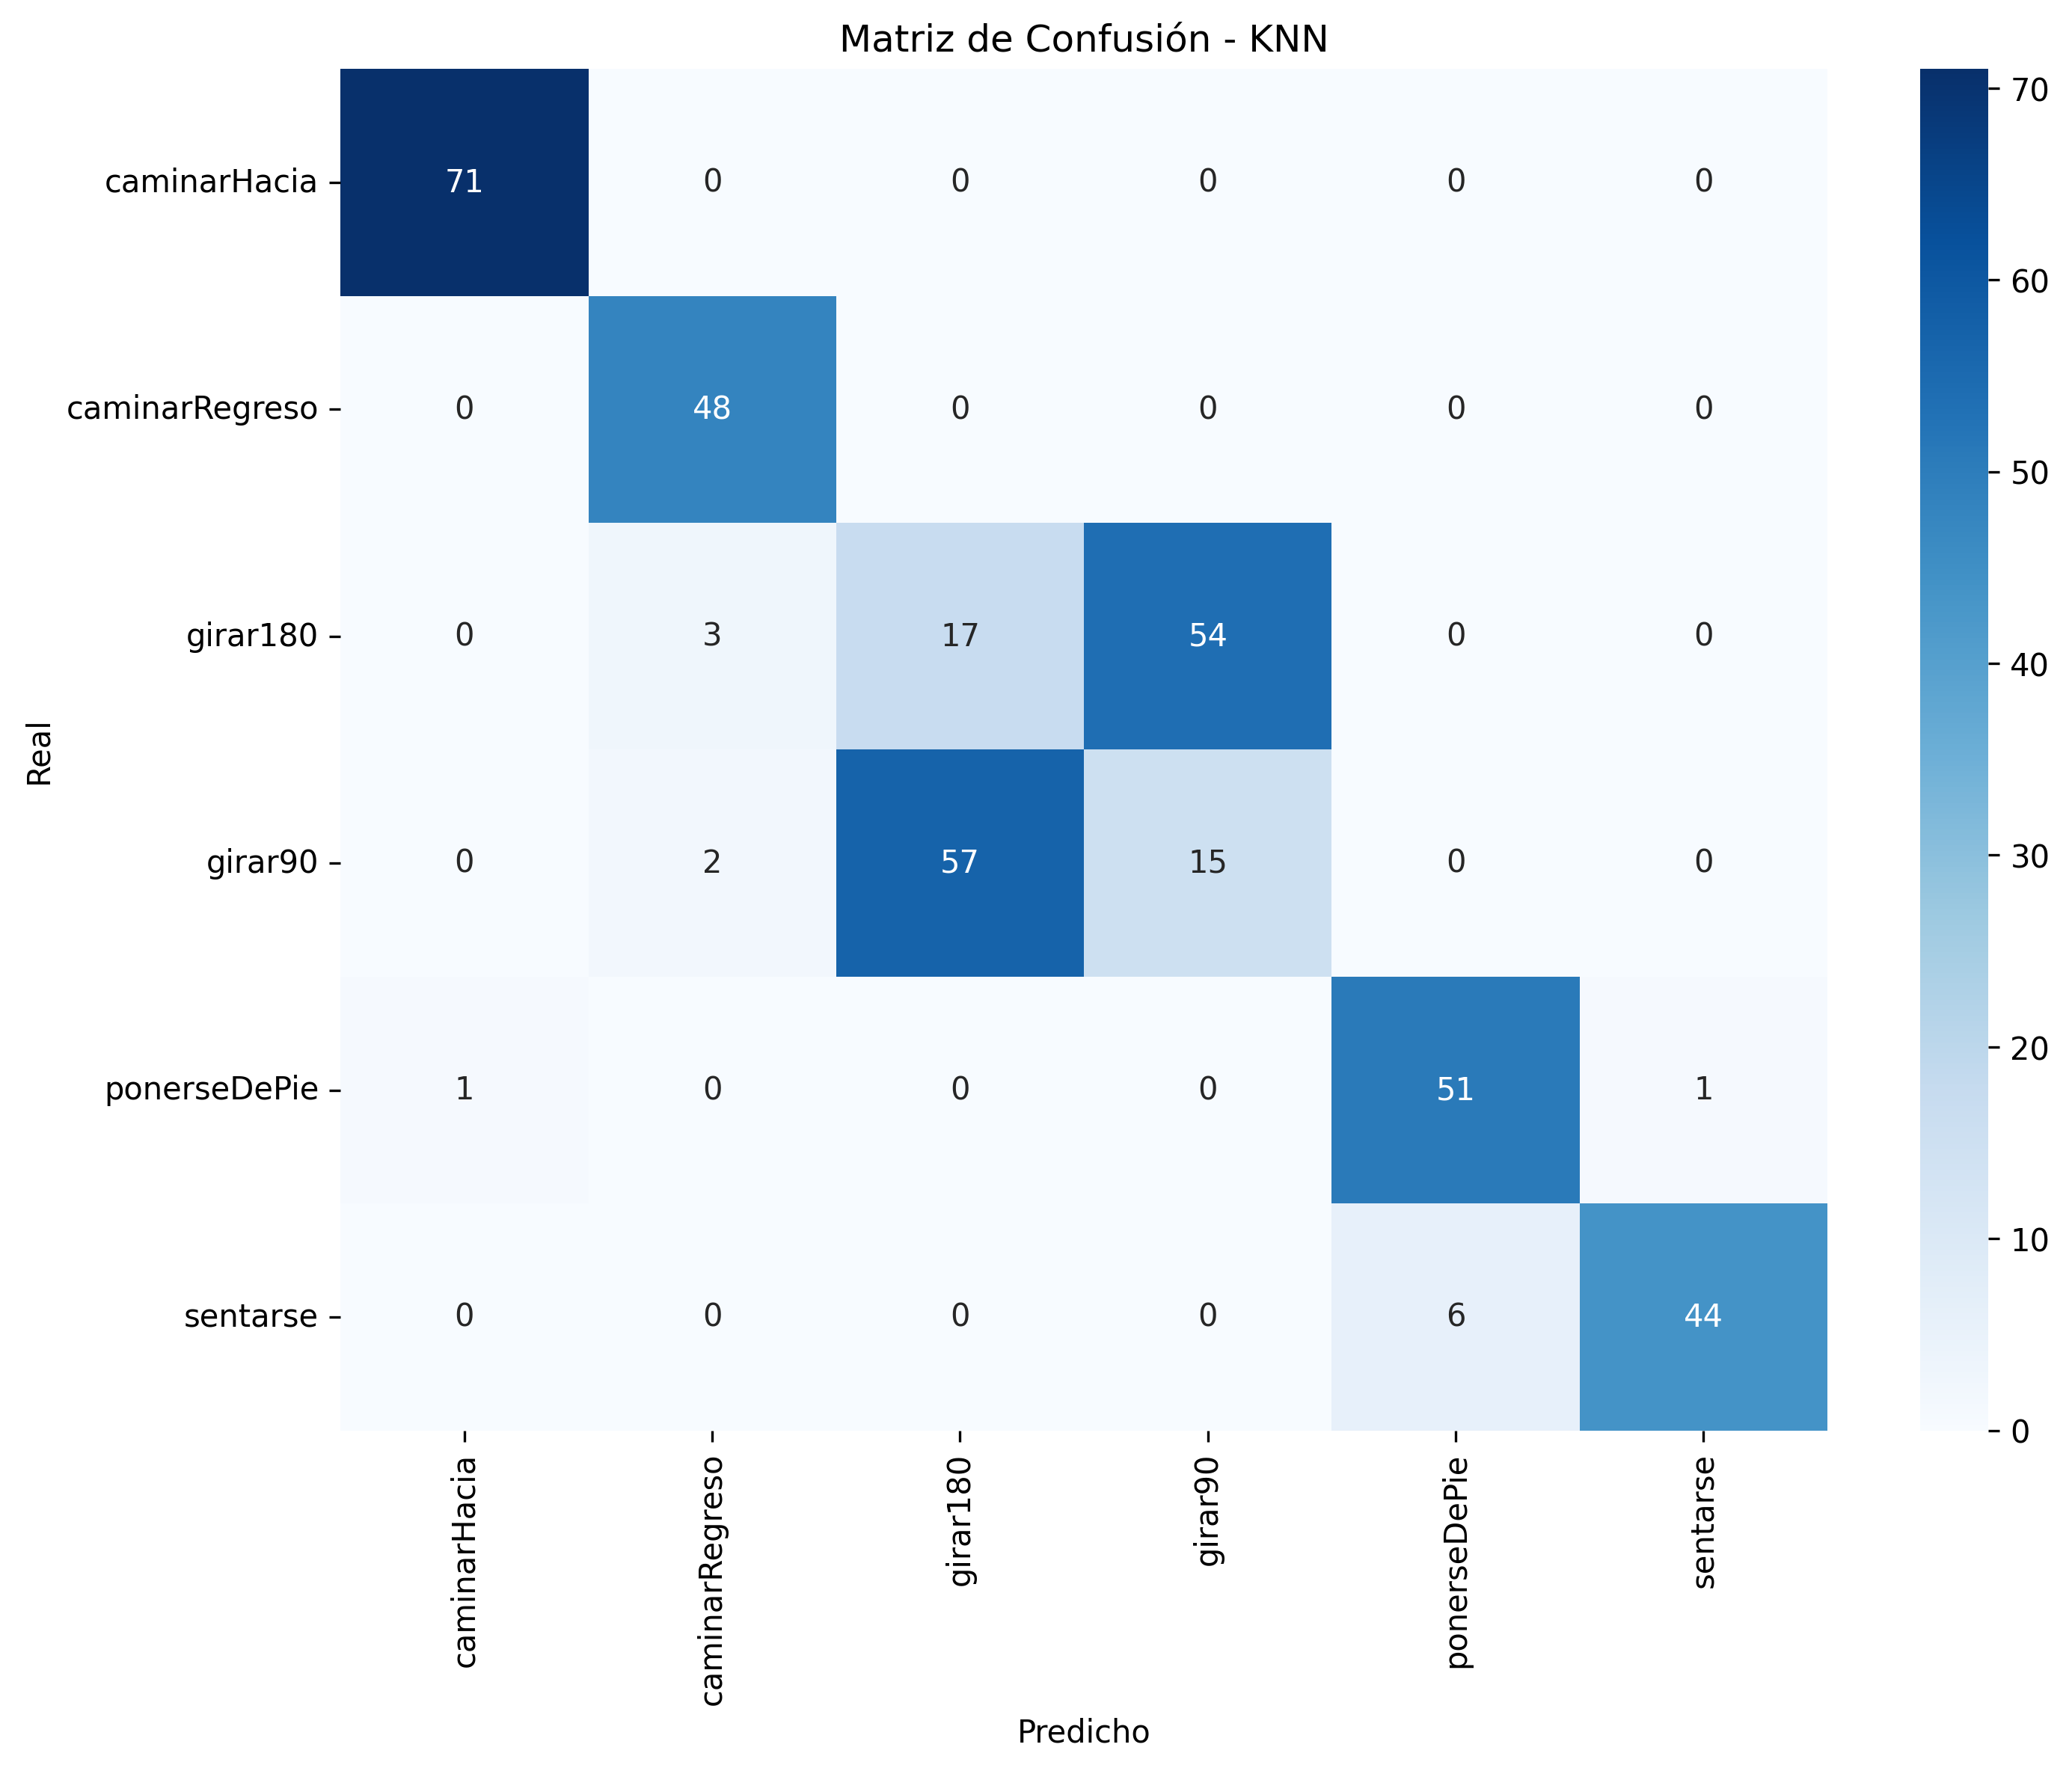 Matriz de Confusión - KNN
caminarHacia 71 0 0 0 0 0
caminarRegreso 0 48 0 0 0 0
girar180 0 3 17 54 0 0
girar90 0 2 57 15 0 0
ponerseDePie 1 0 0 0 51 1
sentarse 0 0 0 0 6 44
Real
caminarHacia
caminarRegreso
girar180
girar90
ponerseDePie
sentarse
Predicho
70
60
50
40
30
20
10
0